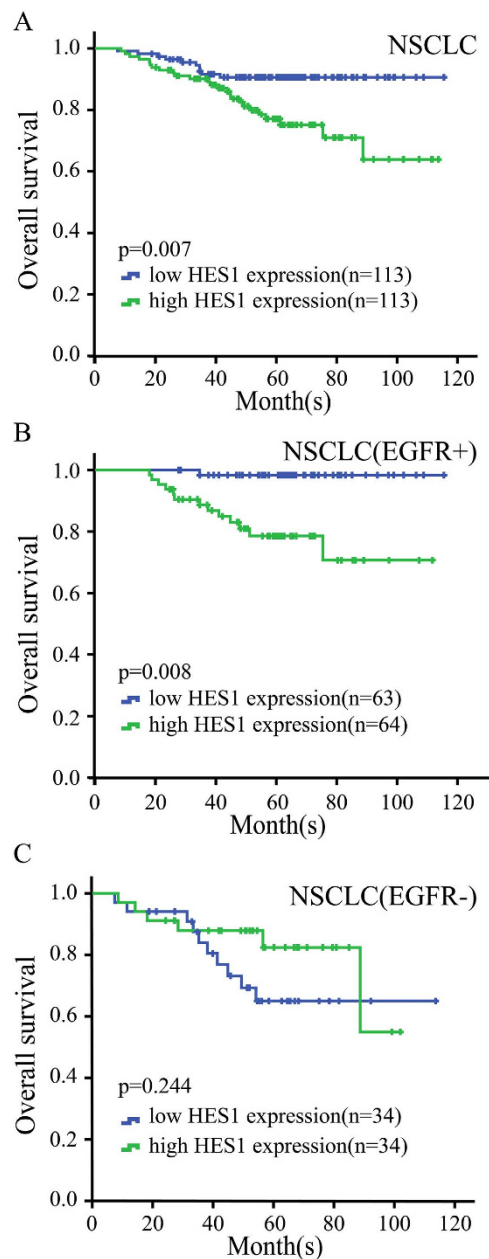 A
NSCLC
1.0
0.8
0.6
0.4
0.2
0.0
Overall survival
p=0.007
low HES1 expression(n=113)
high HES1 expression(n=113)
0 20 40 60 80 100 120
Month(s)
B
NSCLC(EGFR+)
1.0
0.8
0.6
0.4
0.2
0.0
Overall survival
p=0.008
low HES1 expression(n=63)
high HES1 expression(n=64)
0 20 40 60 80 100 120
Month(s)
C
NSCLC(EGFR-)
1.0
0.8
0.6
0.4
0.2
0.0
Overall survival
p=0.244
low HES1 expression(n=34)
high HES1 expression(n=34)
0 20 40 60 80 100 120
Month(s)